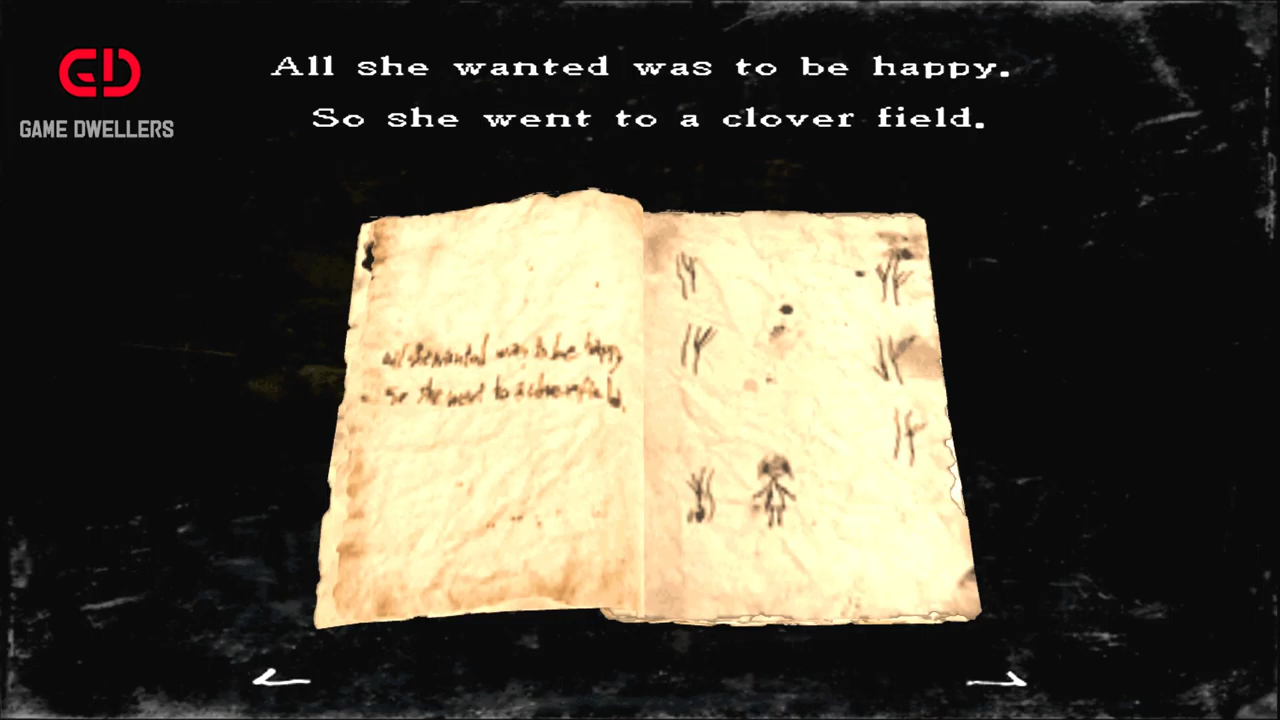 All she wanted was to be happy.
So she went to a clover field.
GAME DWELLERS
All she wanted was to be happy
So she went to a clover field.